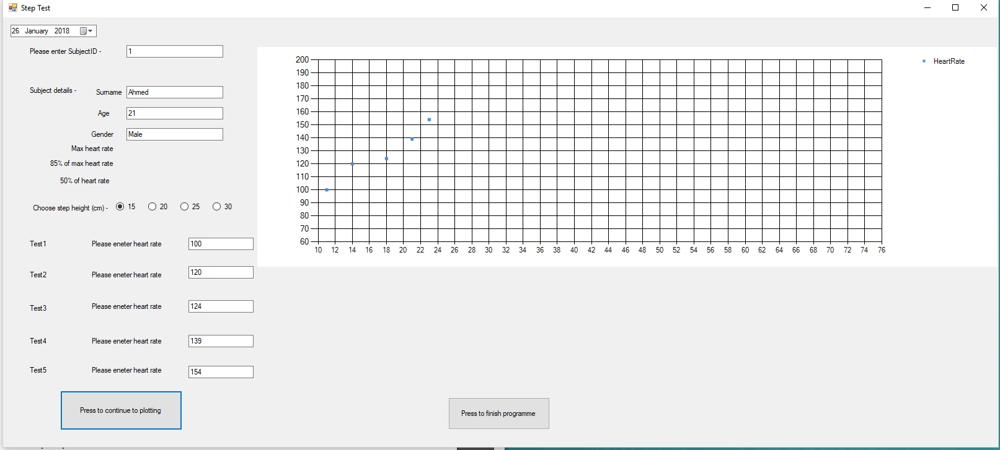 Step Test
26 January 2018
Please enter SubjectID - 1
Subject details - Surname Ahmed
Age 21
Gender Male
Max heart rate
85% of max heart rate
50% of heart rate
Choose step height (cm) - 15 20 25 30
Test1 Please eneter heart rate 100
Test2 Please eneter heart rate 120
Test3 Please eneter heart rate 124
Test4 Please eneter heart rate 139
Test5 Please eneter heart rate 154
Press to continue to plotting
200
190
180
170
160
150
140
130
120
110
100
90
80
70
60
10 12 14 16 18 20 22 24 26 28 30 32 34 36 38 40 42 44 46 48 50 52 54 56 58 60 62 64 66 68 70 72 74 76
HeartRate
Press to finish programme